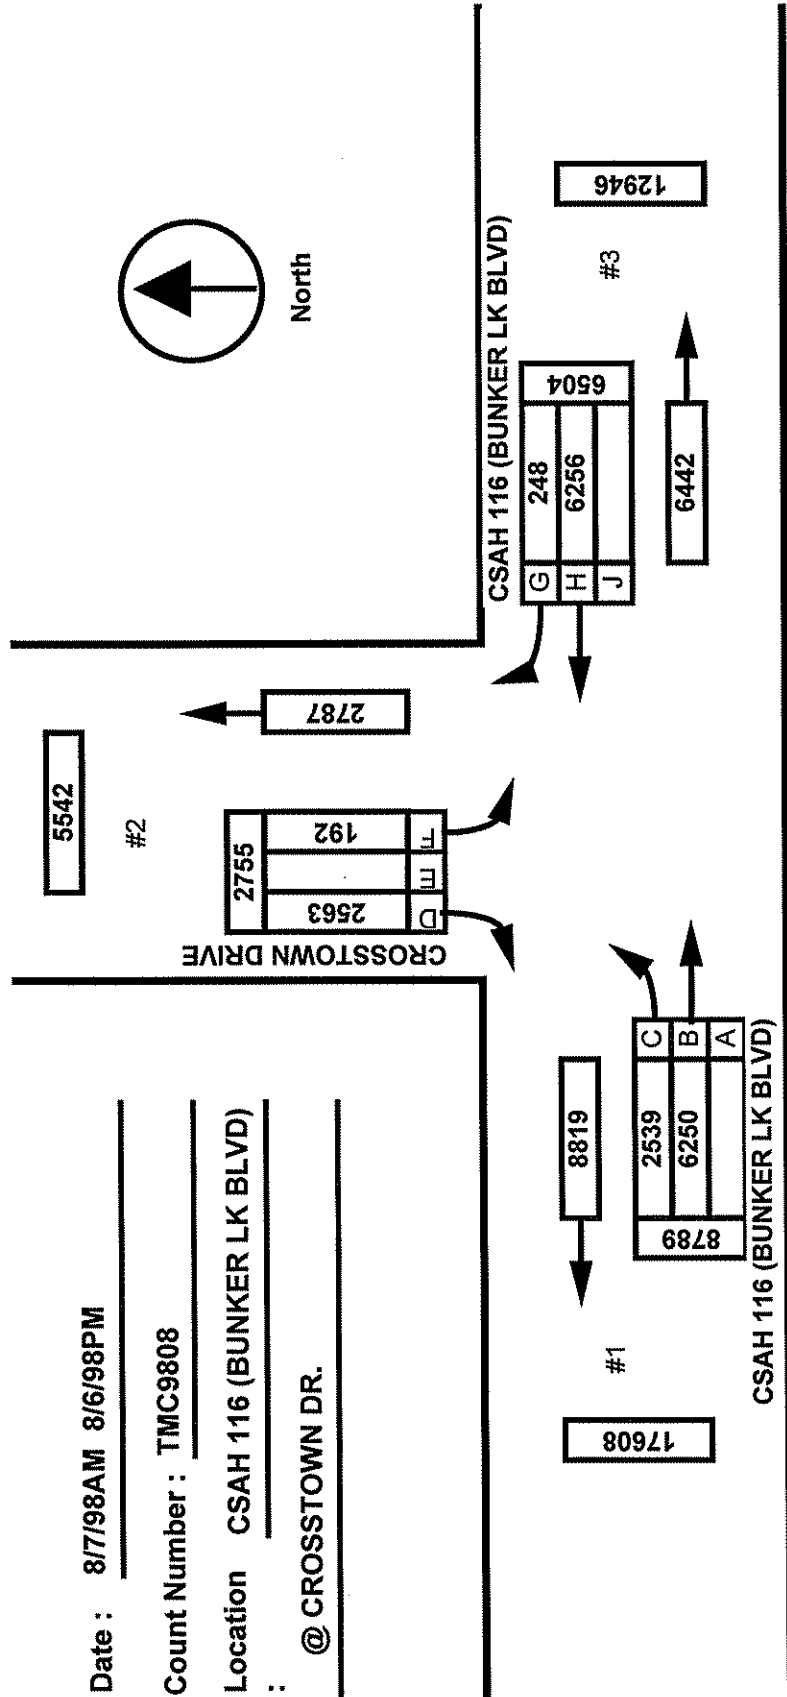 Date : 8/7/98AM 8/6/98PM
Count Number : TMC9808
Location CSAH 116 (BUNKER LK BLVD)
:
@ CROSSTOWN DR.
North
5542
#2
2755
2563
192
D
E
F
2787
CROSSTOWN DRIVE
CSAH 116 (BUNKER LK BLVD)
G
248
H
6256
J
6504
#3
12946
6442
8819
#1
17608
8789
2539
C
6250
B
A
CSAH 116 (BUNKER LK BLVD)